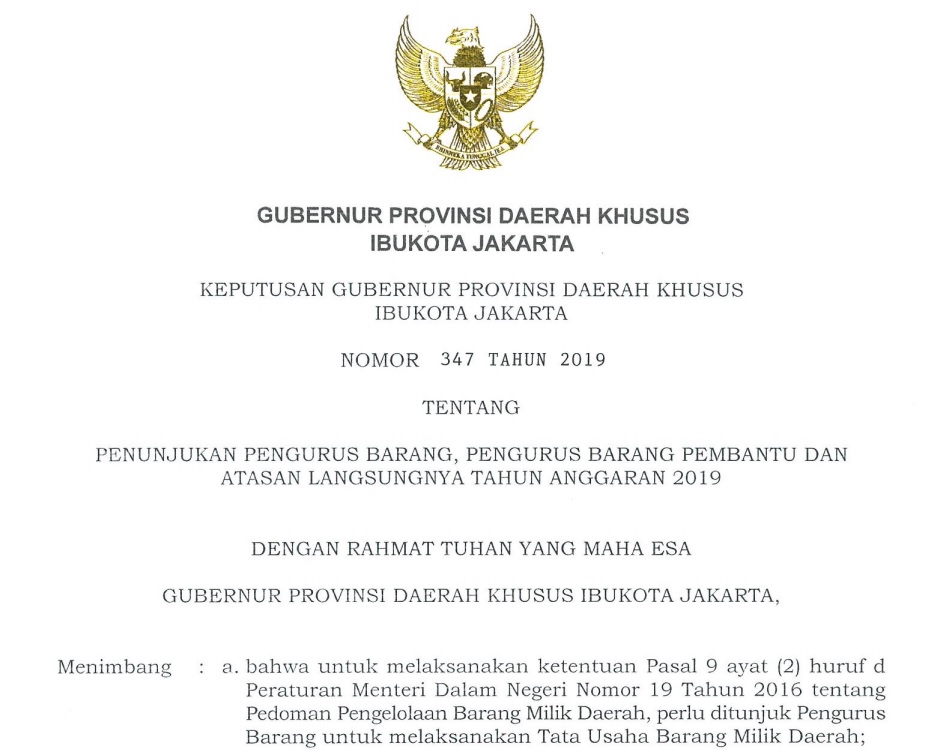 BHINNEKA TUNGGAL IKA
GUBERNUR PROVINSI DAERAH KHUSUS
IBUKOTA JAKARTA
KEPUTUSAN GUBERNUR PROVINSI DAERAH KHUSUS
IBUKOTA JAKARTA
NOMOR 347 TAHUN 2019
TENTANG
PENUNJUKAN PENGURUS BARANG, PENGURUS BARANG PEMBANTU DAN
ATASAN LANGSUNGNYA TAHUN ANGGARAN 2019
DENGAN RAHMAT TUHAN YANG MAHA ESA
GUBERNUR PROVINSI DAERAH KHUSUS IBUKOTA JAKARTA,
Menimbang : a. bahwa untuk melaksanakan ketentuan Pasal 9 ayat (2) huruf d
Peraturan Menteri Dalam Negeri Nomor 19 Tahun 2016 tentang
Pedoman Pengelolaan Barang Milik Daerah, perlu ditunjuk Pengurus
Barang untuk melaksanakan Tata Usaha Barang Milik Daerah;